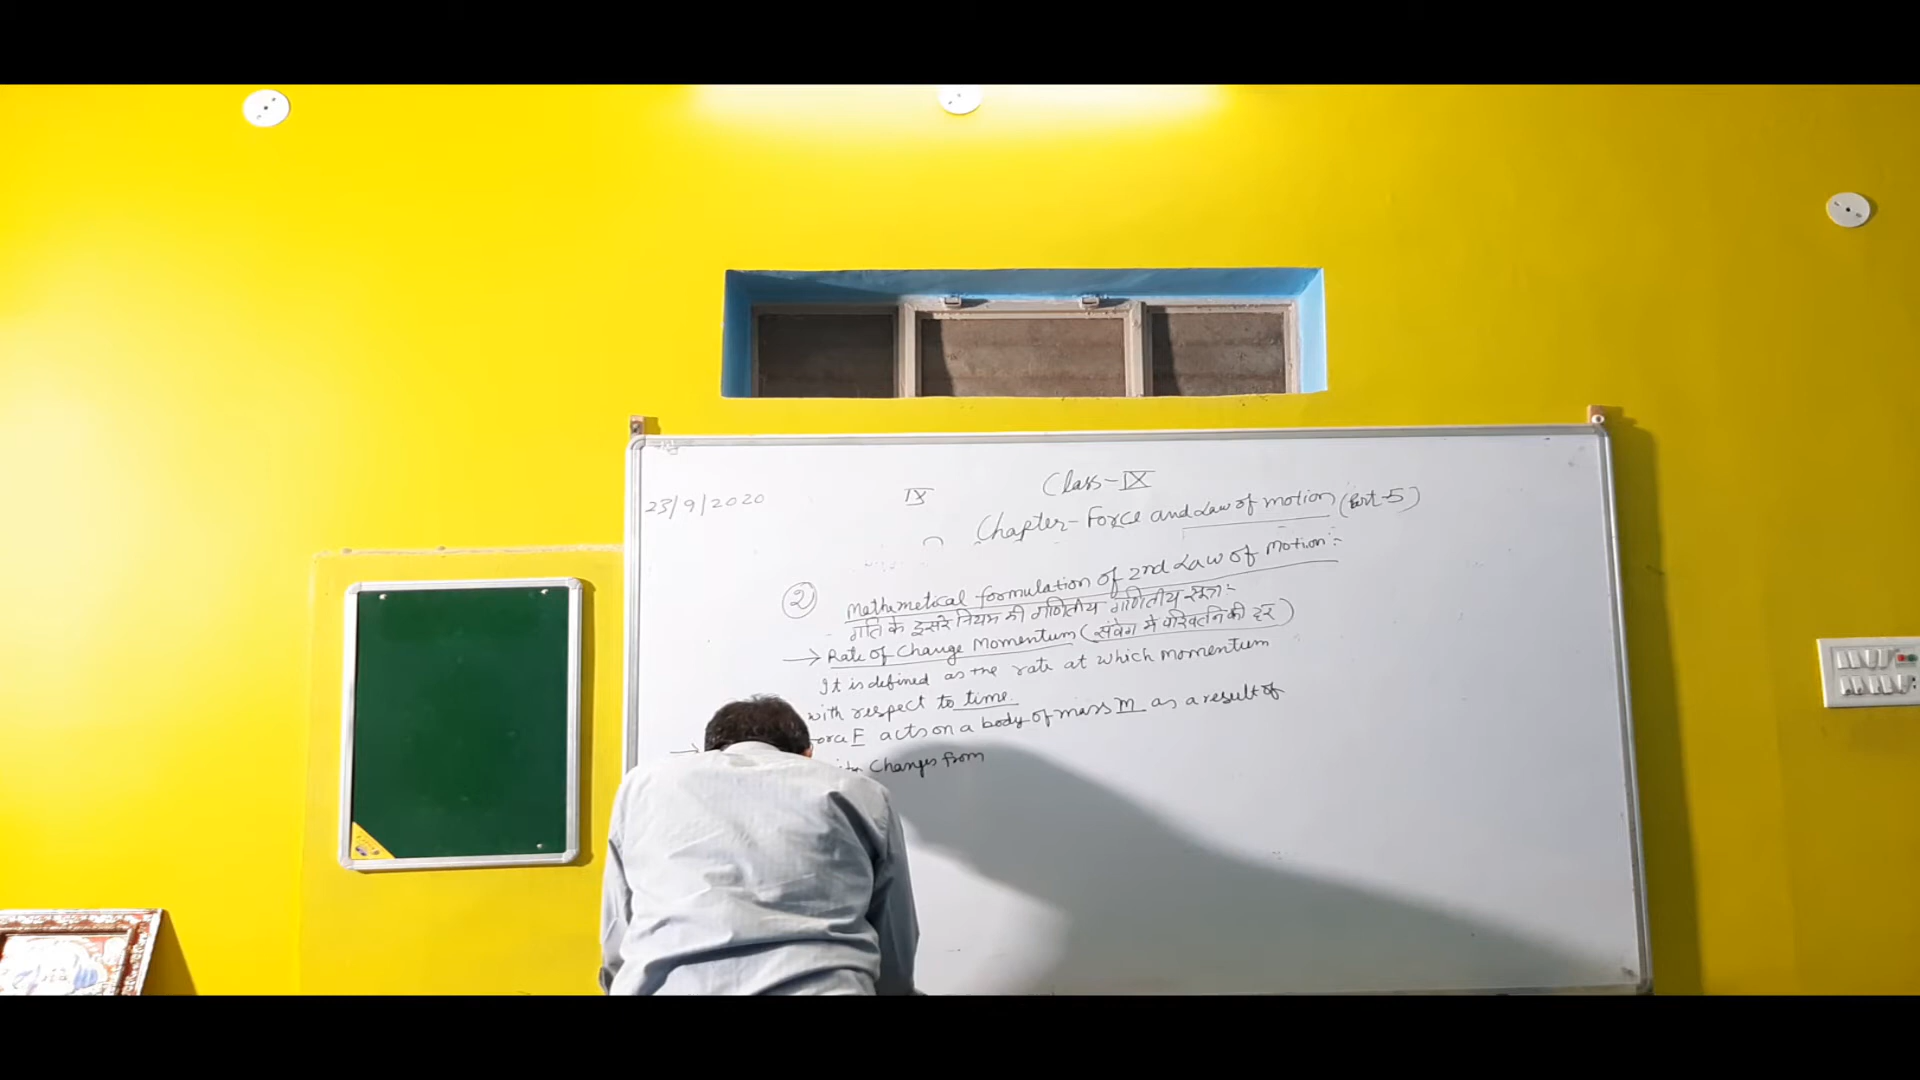 23/9/2020
IX
Class-IX
Chapter-Force and Law of motion (Part-5)
2 Mathemetical formulation of 2nd Law of Motion:-
गति के दूसरे नियम की गणितीय गणितीय सूत्र:-
→ Rate of Change Momentum (संवेग में परिवर्तन की दर)
It is defined as the rate at which momentum
with respect to time.
→ F acts on a body of mass m as a result of
Changes from